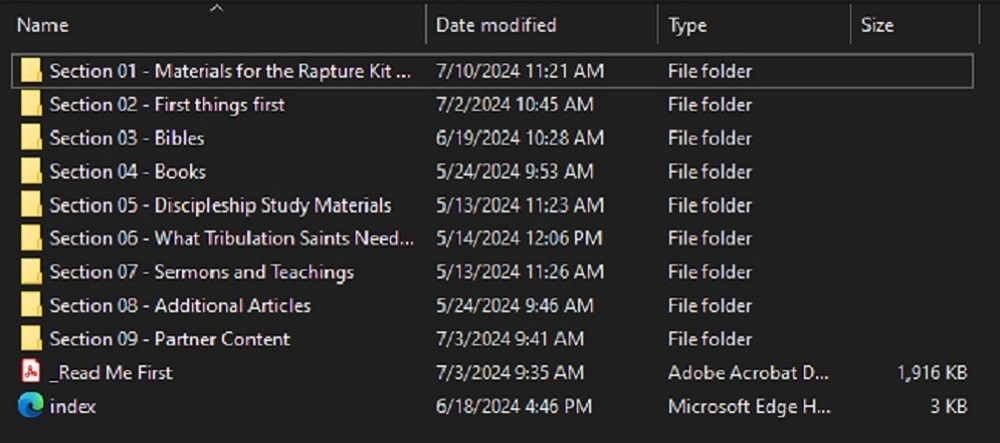 Name Date modified Type Size
Section 01 - Materials for the Rapture Kit ... 7/10/2024 11:21 AM File folder
Section 02 - First things first 7/2/2024 10:45 AM File folder
Section 03 - Bibles 6/19/2024 10:28 AM File folder
Section 04 - Books 5/24/2024 9:53 AM File folder
Section 05 - Discipleship Study Materials 5/13/2024 11:23 AM File folder
Section 06 - What Tribulation Saints Need... 5/14/2024 12:06 PM File folder
Section 07 - Sermons and Teachings 5/13/2024 11:26 AM File folder
Section 08 - Additional Articles 5/24/2024 9:46 AM File folder
Section 09 - Partner Content 7/3/2024 9:41 AM File folder
_Read Me First 7/3/2024 9:35 AM Adobe Acrobat D... 1,916 KB
index 6/18/2024 4:46 PM Microsoft Edge H... 3 KB